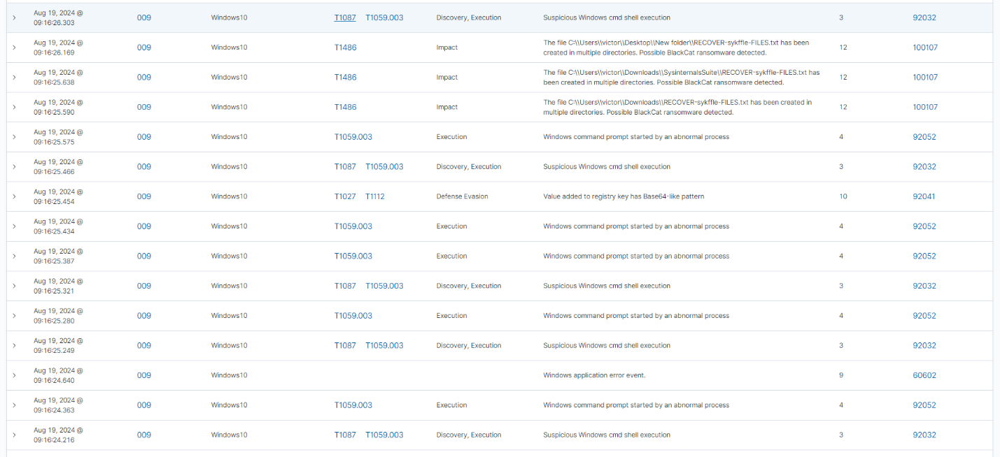 Aug 19, 2024 @
09:16:26.303
009
Windows10
T1087 T1059.003
Discovery, Execution
Suspicious Windows cmd shell execution
3
92032
Aug 19, 2024 @
09:16:26.169
009
Windows10
T1486
Impact
The file C:\\Users\\victor\\Desktop\\New folder\\RECOVER-sykffle-FILES.txt has been
created in multiple directories. Possible BlackCat ransomware detected.
12
100107
Aug 19, 2024 @
09:16:25.638
009
Windows10
T1486
Impact
The file C:\\Users\\victor\\Downloads\\SysinternalsSuite\\RECOVER-sykffle-FILES.txt has
been created in multiple directories. Possible BlackCat ransomware detected.
12
100107
Aug 19, 2024 @
09:16:25.590
009
Windows10
T1486
Impact
The file C:\\Users\\victor\\Downloads\\RECOVER-sykffle-FILES.txt has been created in
multiple directories. Possible BlackCat ransomware detected.
12
100107
Aug 19, 2024 @
09:16:25.575
009
Windows10
T1059.003
Execution
Windows command prompt started by an abnormal process
4
92052
Aug 19, 2024 @
09:16:25.466
009
Windows10
T1087 T1059.003
Discovery, Execution
Suspicious Windows cmd shell execution
3
92032
Aug 19, 2024 @
09:16:25.454
009
Windows10
T1027 T1112
Defense Evasion
Value added to registry key has Base64-like pattern
10
92041
Aug 19, 2024 @
09:16:25.434
009
Windows10
T1059.003
Execution
Windows command prompt started by an abnormal process
4
92052
Aug 19, 2024 @
09:16:25.387
009
Windows10
T1059.003
Execution
Windows command prompt started by an abnormal process
4
92052
Aug 19, 2024 @
09:16:25.321
009
Windows10
T1087 T1059.003
Discovery, Execution
Suspicious Windows cmd shell execution
3
92032
Aug 19, 2024 @
09:16:25.280
009
Windows10
T1059.003
Execution
Windows command prompt started by an abnormal process
4
92052
Aug 19, 2024 @
09:16:25.249
009
Windows10
T1087 T1059.003
Discovery, Execution
Suspicious Windows cmd shell execution
3
92032
Aug 19, 2024 @
09:16:24.640
009
Windows10
Windows application error event.
9
60602
Aug 19, 2024 @
09:16:24.363
009
Windows10
T1059.003
Execution
Windows command prompt started by an abnormal process
4
92052
Aug 19, 2024 @
09:16:24.216
009
Windows10
T1087 T1059.003
Discovery, Execution
Suspicious Windows cmd shell execution
3
92032